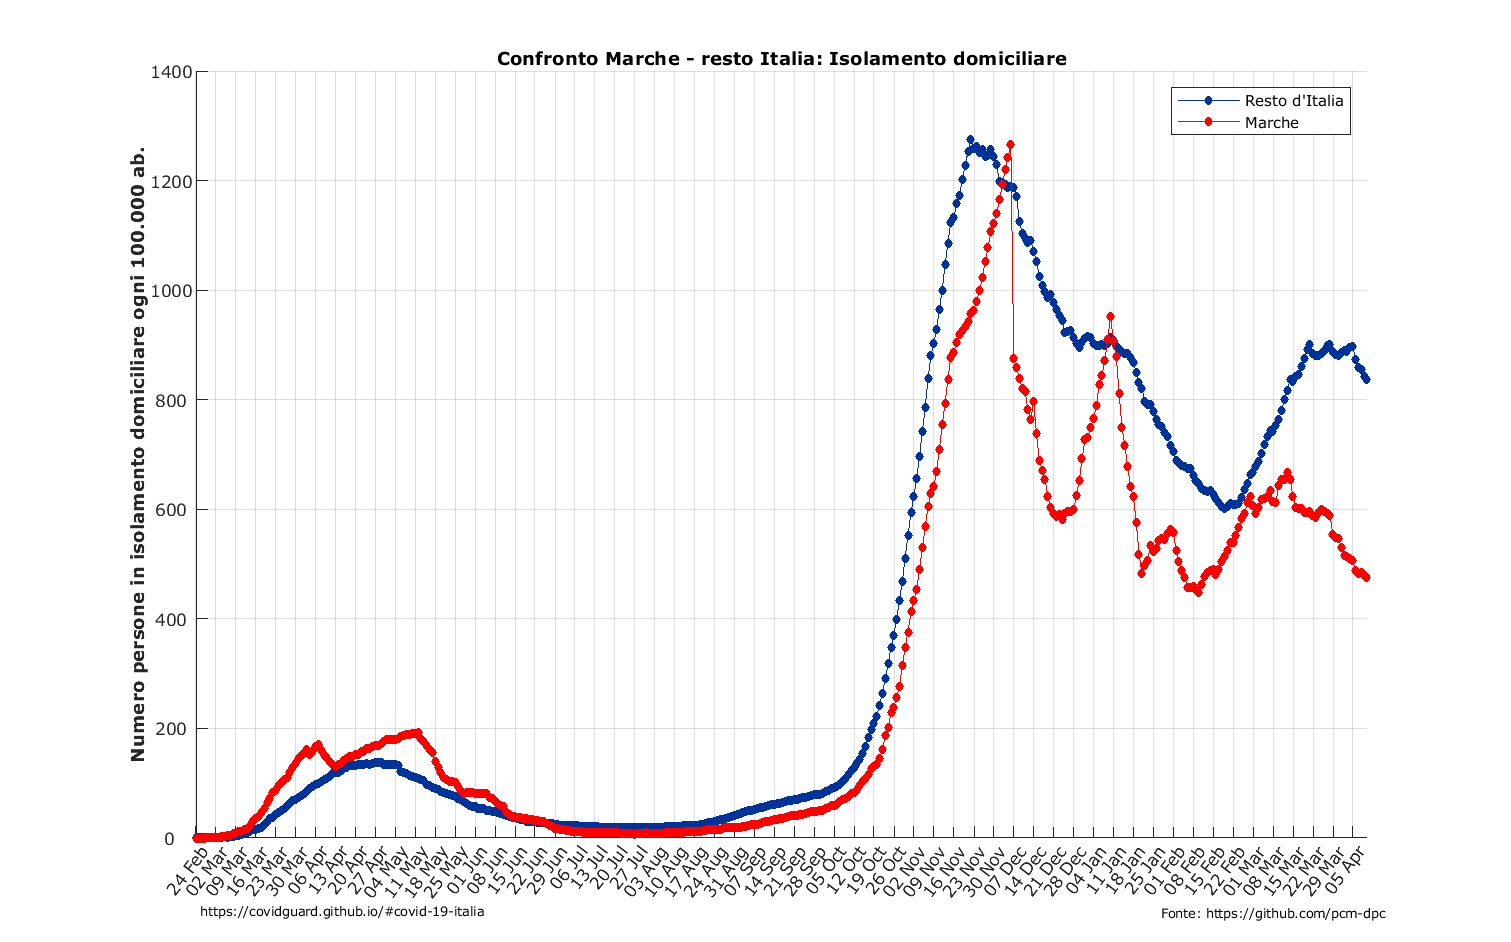 Confronto Marche - resto Italia: Isolamento domiciliare
Numero persone in isolamento domiciliare ogni 100.000 ab.
1400
1200
1000
800
600
400
200
0
Resto d'Italia
Marche
24 Feb
02 Mar
09 Mar
16 Mar
23 Mar
30 Mar
06 Apr
13 Apr
20 Apr
27 Apr
04 May
11 May
18 May
25 May
01 Jun
08 Jun
15 Jun
22 Jun
29 Jun
06 Jul
13 Jul
20 Jul
27 Jul
03 Aug
10 Aug
17 Aug
24 Aug
31 Aug
07 Sep
14 Sep
21 Sep
28 Sep
05 Oct
12 Oct
19 Oct
26 Oct
02 Nov
09 Nov
16 Nov
23 Nov
30 Nov
07 Dec
14 Dec
21 Dec
28 Dec
04 Jan
11 Jan
18 Jan
25 Jan
01 Feb
08 Feb
15 Feb
22 Feb
01 Mar
08 Mar
15 Mar
22 Mar
29 Mar
05 Apr
https://covidguard.github.io/#covid-19-italia
Fonte: https://github.com/pcm-dpc